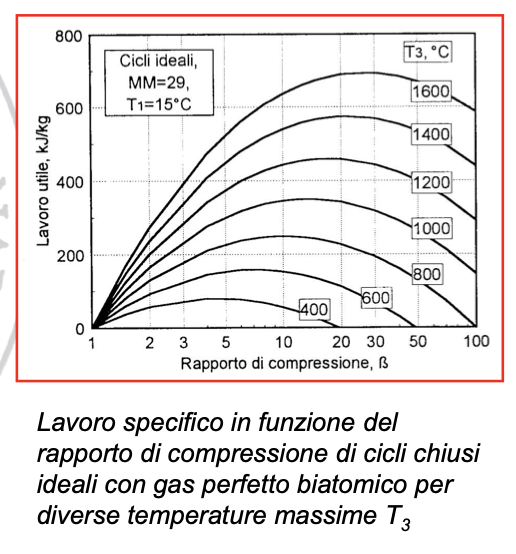 800
600
400
200
0
Lavoro utile, kJ/kg
Cicli ideali,
MM=29,
T1=15°C
T3, °C
1600
1400
1200
1000
800
600
400
1 2 3 5 10 20 30 50 100
Rapporto di compressione, ß
Lavoro specifico in funzione del
rapporto di compressione di cicli chiusi
ideali con gas perfetto biatomico per
diverse temperature massime T3